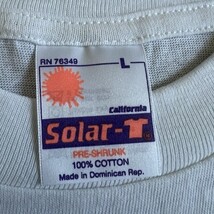 RN 76349
L
California
Solar-T
PRE-SHRUNK
100% COTTON
Made in Dominican Rep.